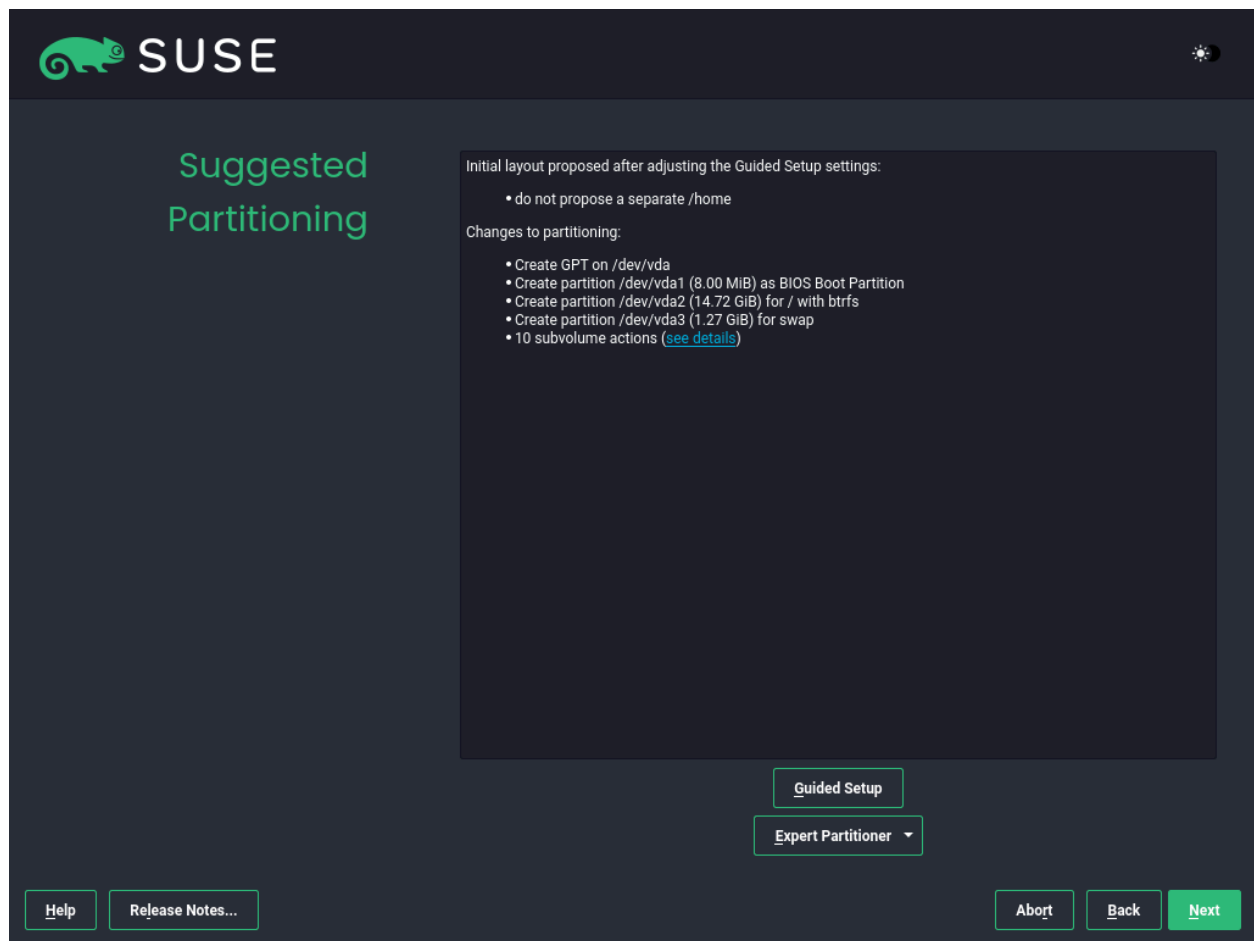 SUSE
Suggested
Partitioning
Initial layout proposed after adjusting the Guided Setup settings:
• do not propose a separate /home
Changes to partitioning:
• Create GPT on /dev/vda
• Create partition /dev/vda1 (8.00 MiB) as BIOS Boot Partition
• Create partition /dev/vda2 (14.72 GiB) for / with btrfs
• Create partition /dev/vda3 (1.27 GiB) for swap
• 10 subvolume actions (see details)
Guided Setup
Expert Partitioner
Help
Release Notes...
Abort
Back
Next